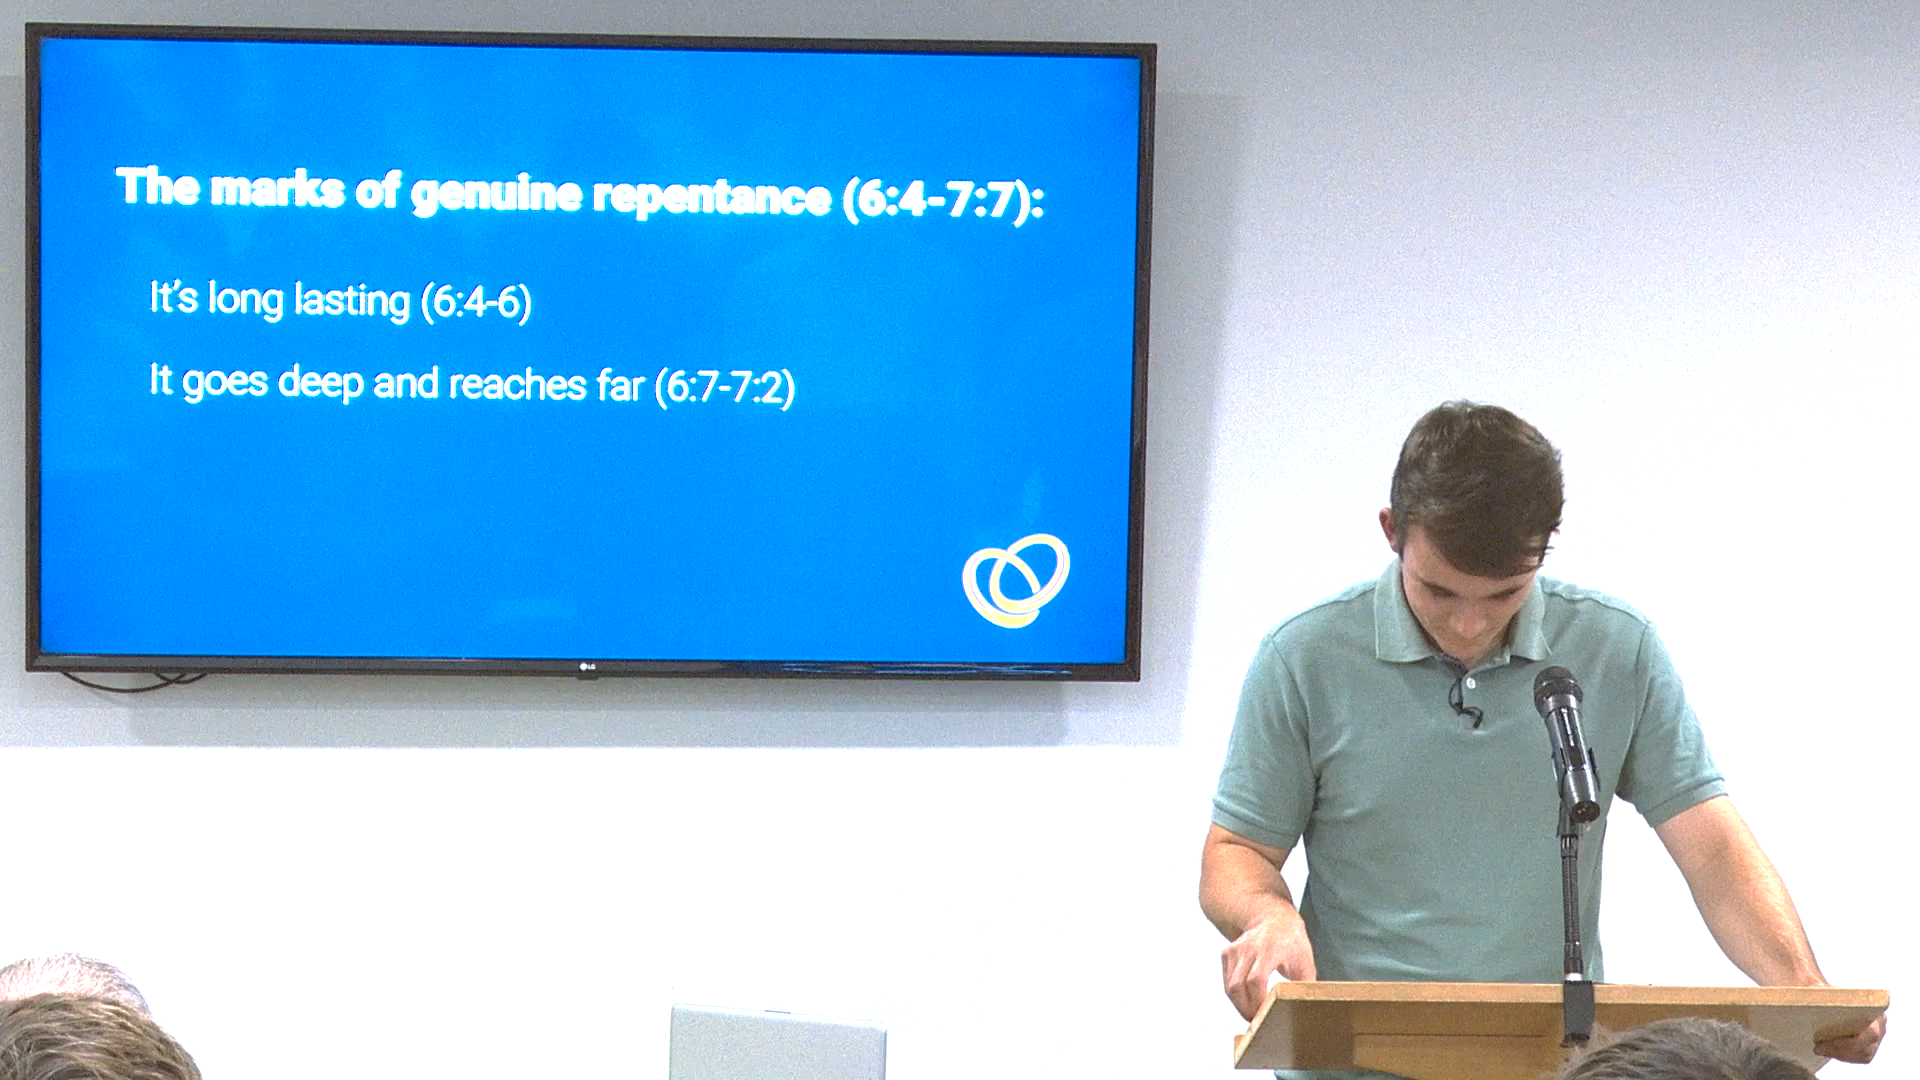 The marks of genuine repentance (6:4-7:7):
It's long lasting (6:4-6)
It goes deep and reaches far (6:7-7:2)
LG